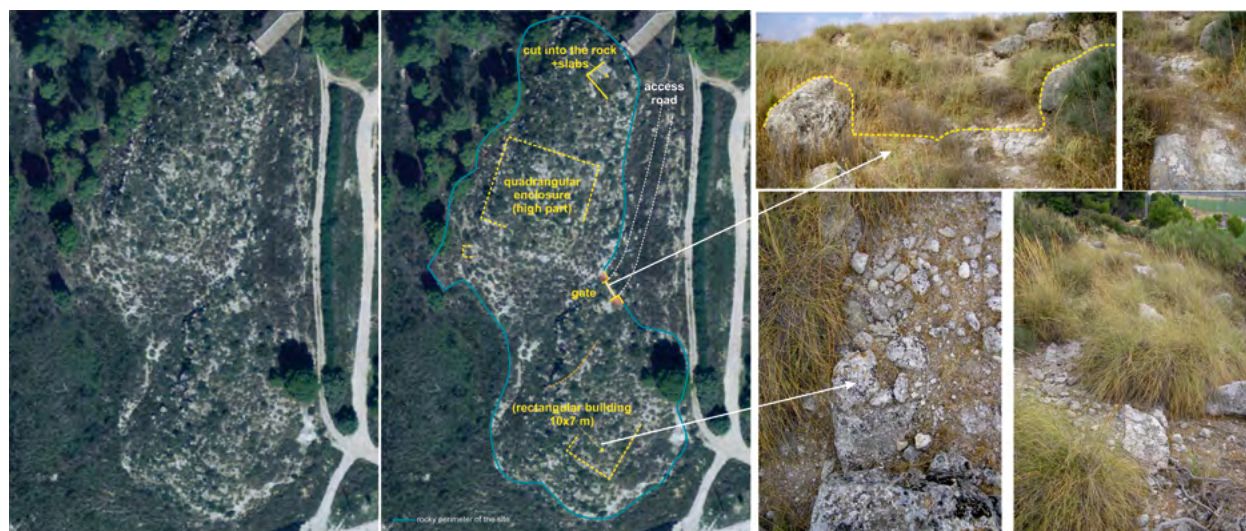 cut into the rock
+slabs
access
road
quadrangular
enclosure
(high part)
gate
(rectangular building
10x7 m)
rocky perimeter of the site